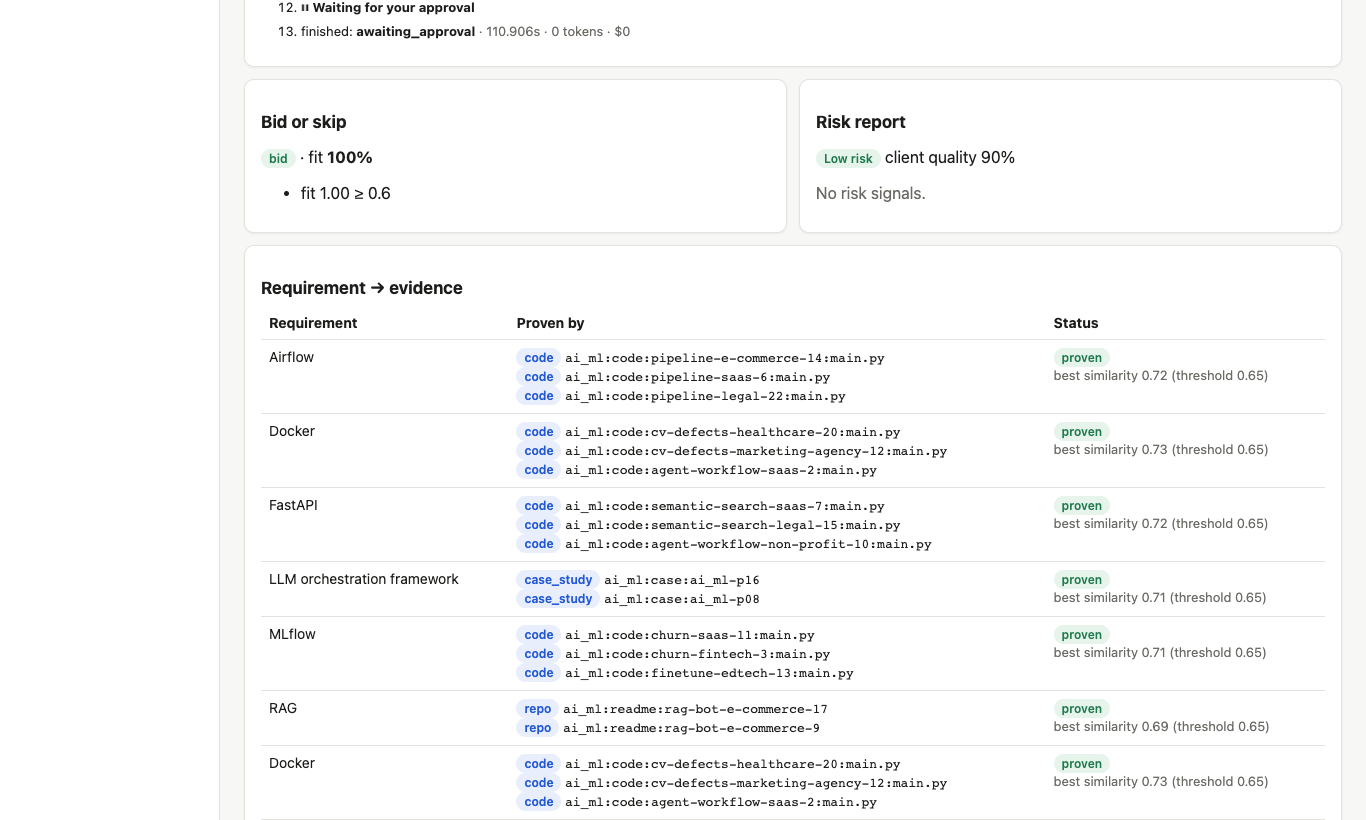 12. ⏸ Waiting for your approval
13. finished: awaiting_approval · 110.906s · 0 tokens · $0
Bid or skip
bid · fit 100%
• fit 1.00 ≥ 0.6
Risk report
Low risk client quality 90%
No risk signals.
Requirement → evidence
Requirement Proven by Status
Airflow code ai_ml:code:pipeline-e-commerce-14:main.py proven
code ai_ml:code:pipeline-saas-6:main.py best similarity 0.72 (threshold 0.65)
code ai_ml:code:pipeline-legal-22:main.py
Docker code ai_ml:code:cv-defects-healthcare-20:main.py proven
code ai_ml:code:cv-defects-marketing-agency-12:main.py best similarity 0.73 (threshold 0.65)
code ai_ml:code:agent-workflow-saas-2:main.py
FastAPI code ai_ml:code:semantic-search-saas-7:main.py proven
code ai_ml:code:semantic-search-legal-15:main.py best similarity 0.72 (threshold 0.65)
code ai_ml:code:agent-workflow-non-profit-10:main.py
LLM orchestration framework case_study ai_ml:case:ai_ml-p16 proven
case_study ai_ml:case:ai_ml-p08 best similarity 0.71 (threshold 0.65)
MLflow code ai_ml:code:churn-saas-11:main.py proven
code ai_ml:code:churn-fintech-3:main.py best similarity 0.71 (threshold 0.65)
code ai_ml:code:finetune-edtech-13:main.py
RAG repo ai_ml:readme:rag-bot-e-commerce-17 proven
repo ai_ml:readme:rag-bot-e-commerce-9 best similarity 0.69 (threshold 0.65)
Docker code ai_ml:code:cv-defects-healthcare-20:main.py proven
code ai_ml:code:cv-defects-marketing-agency-12:main.py best similarity 0.73 (threshold 0.65)
code ai_ml:code:agent-workflow-saas-2:main.py